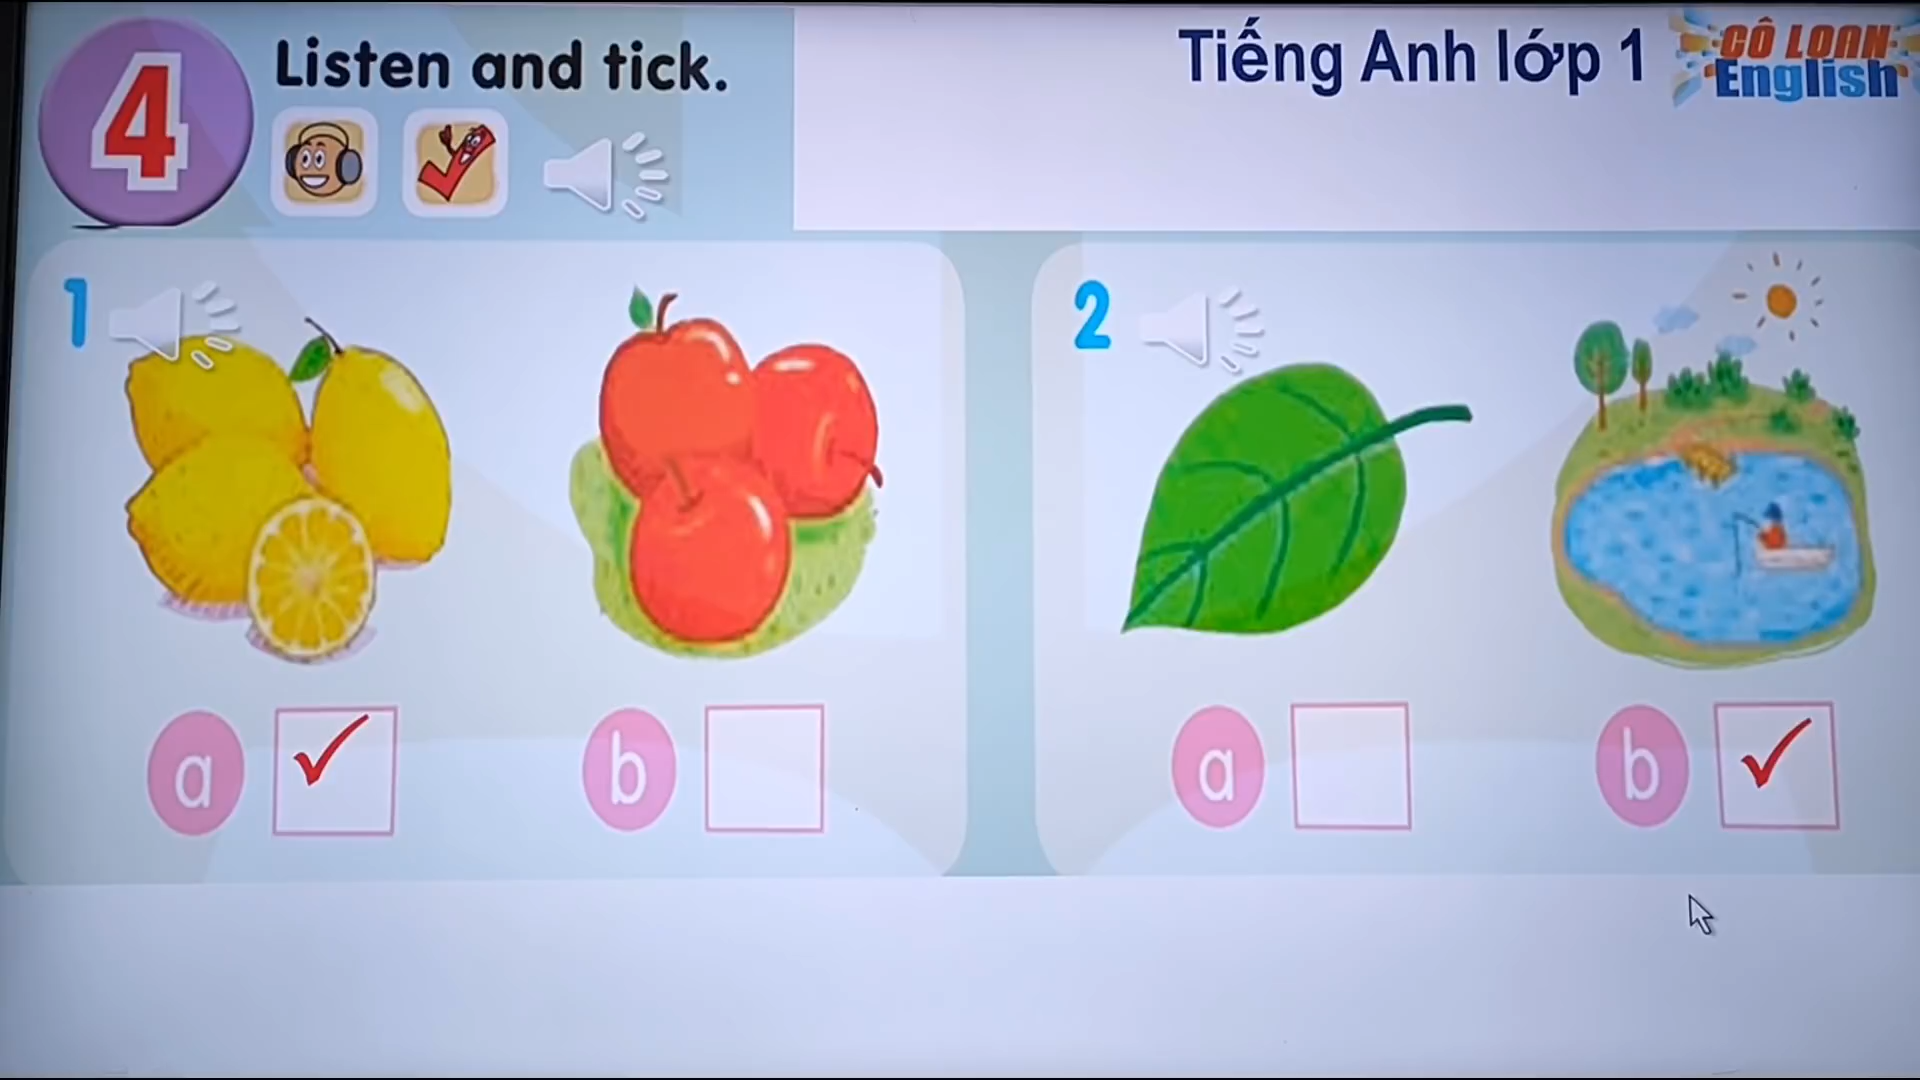 4
Listen and tick.
Tiếng Anh lớp 1
CÔ LOAN
English
1
2
a
b
a
b